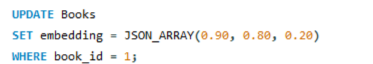 UPDATE Books
SET embedding = JSON_ARRAY(0.90, 0.80, 0.20)
WHERE book_id = 1;